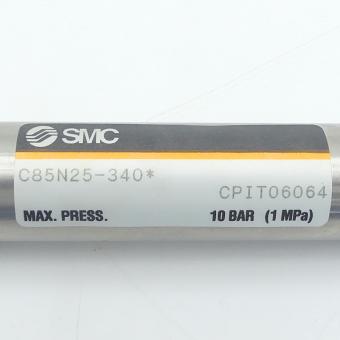 SMC
C85N25-340*
CPIT06064
MAX. PRESS. 10 BAR (1 MPa)